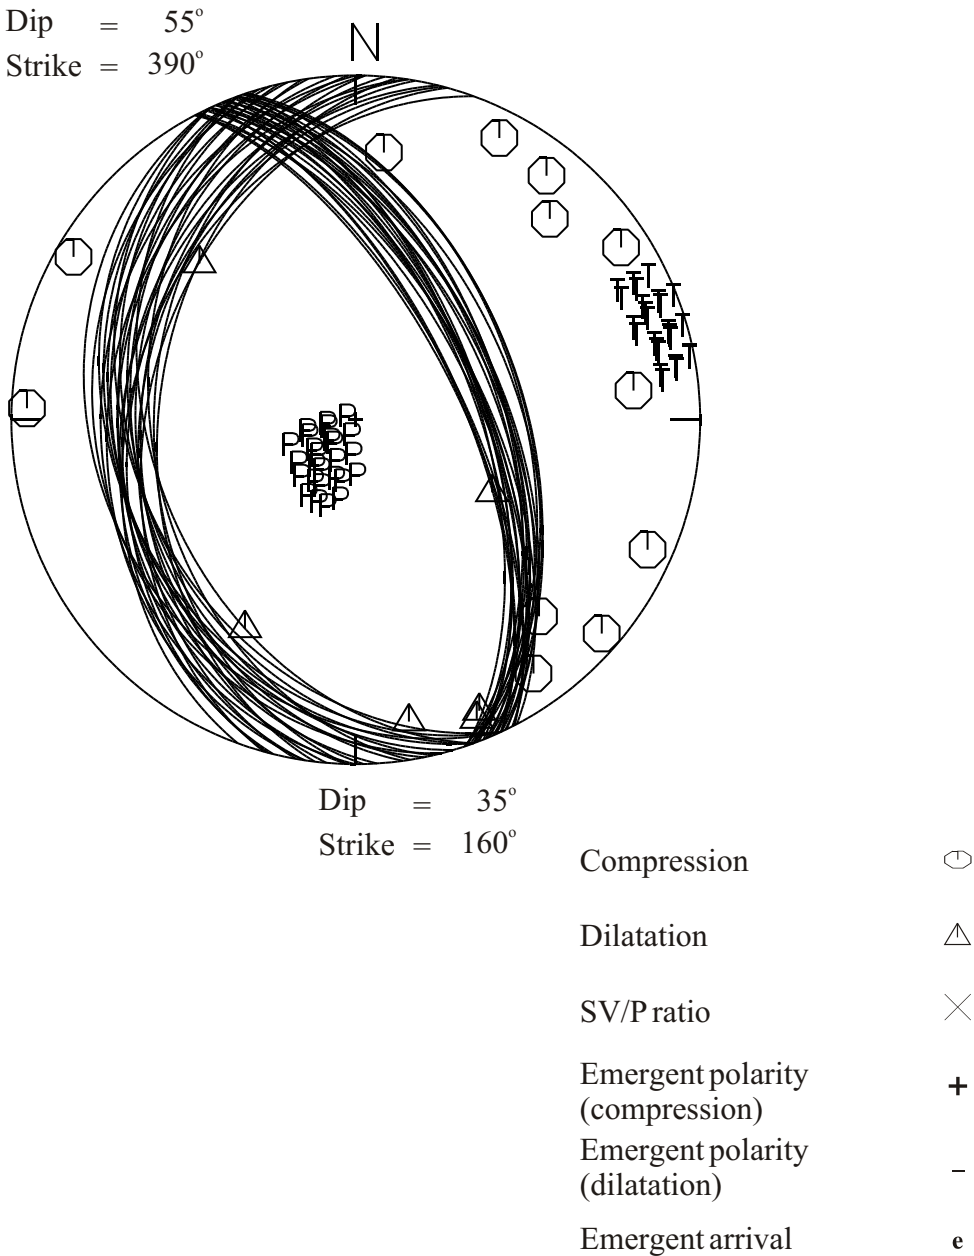 Dip = 55°
Strike = 390°
N
Dip = 35°
Strike = 160°
Compression
Dilatation
SV/P ratio
Emergent polarity
(compression) +
Emergent polarity
(dilatation) −
Emergent arrival e